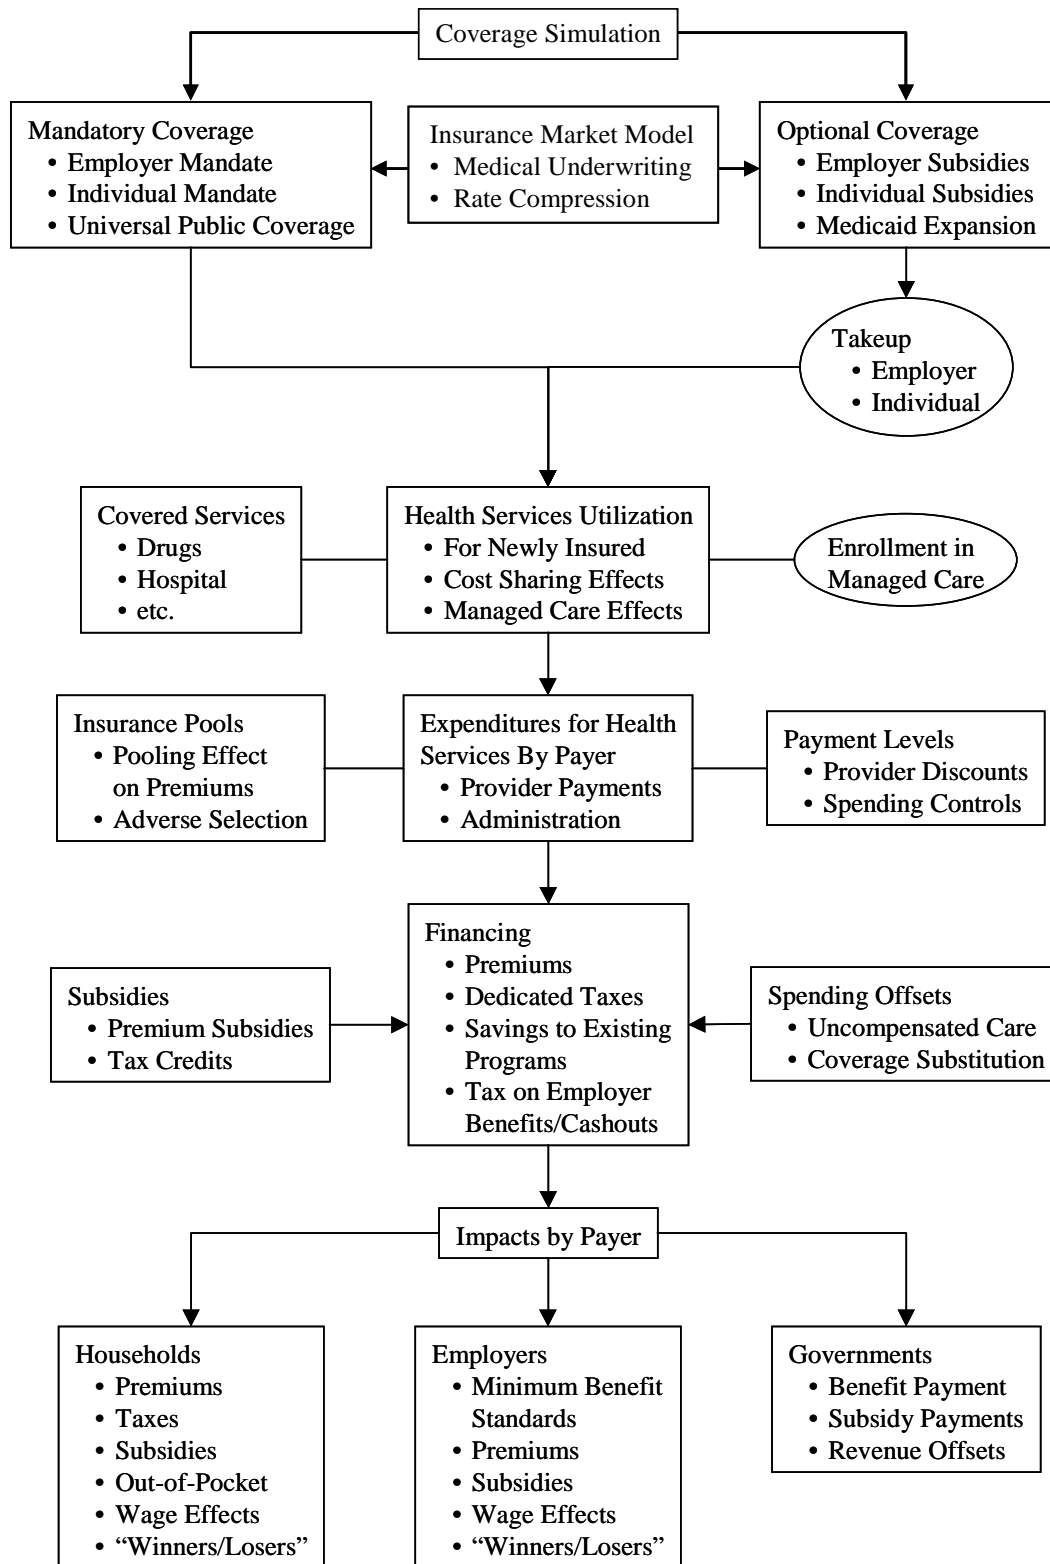 Coverage Simulation
Mandatory Coverage
• Employer Mandate
• Individual Mandate
• Universal Public Coverage
Insurance Market Model
• Medical Underwriting
• Rate Compression
Optional Coverage
• Employer Subsidies
• Individual Subsidies
• Medicaid Expansion
Takeup
• Employer
• Individual
Covered Services
• Drugs
• Hospital
• etc.
Health Services Utilization
• For Newly Insured
• Cost Sharing Effects
• Managed Care Effects
Enrollment in
Managed Care
Insurance Pools
• Pooling Effect
on Premiums
• Adverse Selection
Expenditures for Health
Services By Payer
• Provider Payments
• Administration
Payment Levels
• Provider Discounts
• Spending Controls
Subsidies
• Premium Subsidies
• Tax Credits
Financing
• Premiums
• Dedicated Taxes
• Savings to Existing
Programs
• Tax on Employer
Benefits/Cashouts
Spending Offsets
• Uncompensated Care
• Coverage Substitution
Impacts by Payer
Households
• Premiums
• Taxes
• Subsidies
• Out-of-Pocket
• Wage Effects
• “Winners/Losers”
Employers
• Minimum Benefit
Standards
• Premiums
• Subsidies
• Wage Effects
• “Winners/Losers”
Governments
• Benefit Payment
• Subsidy Payments
• Revenue Offsets